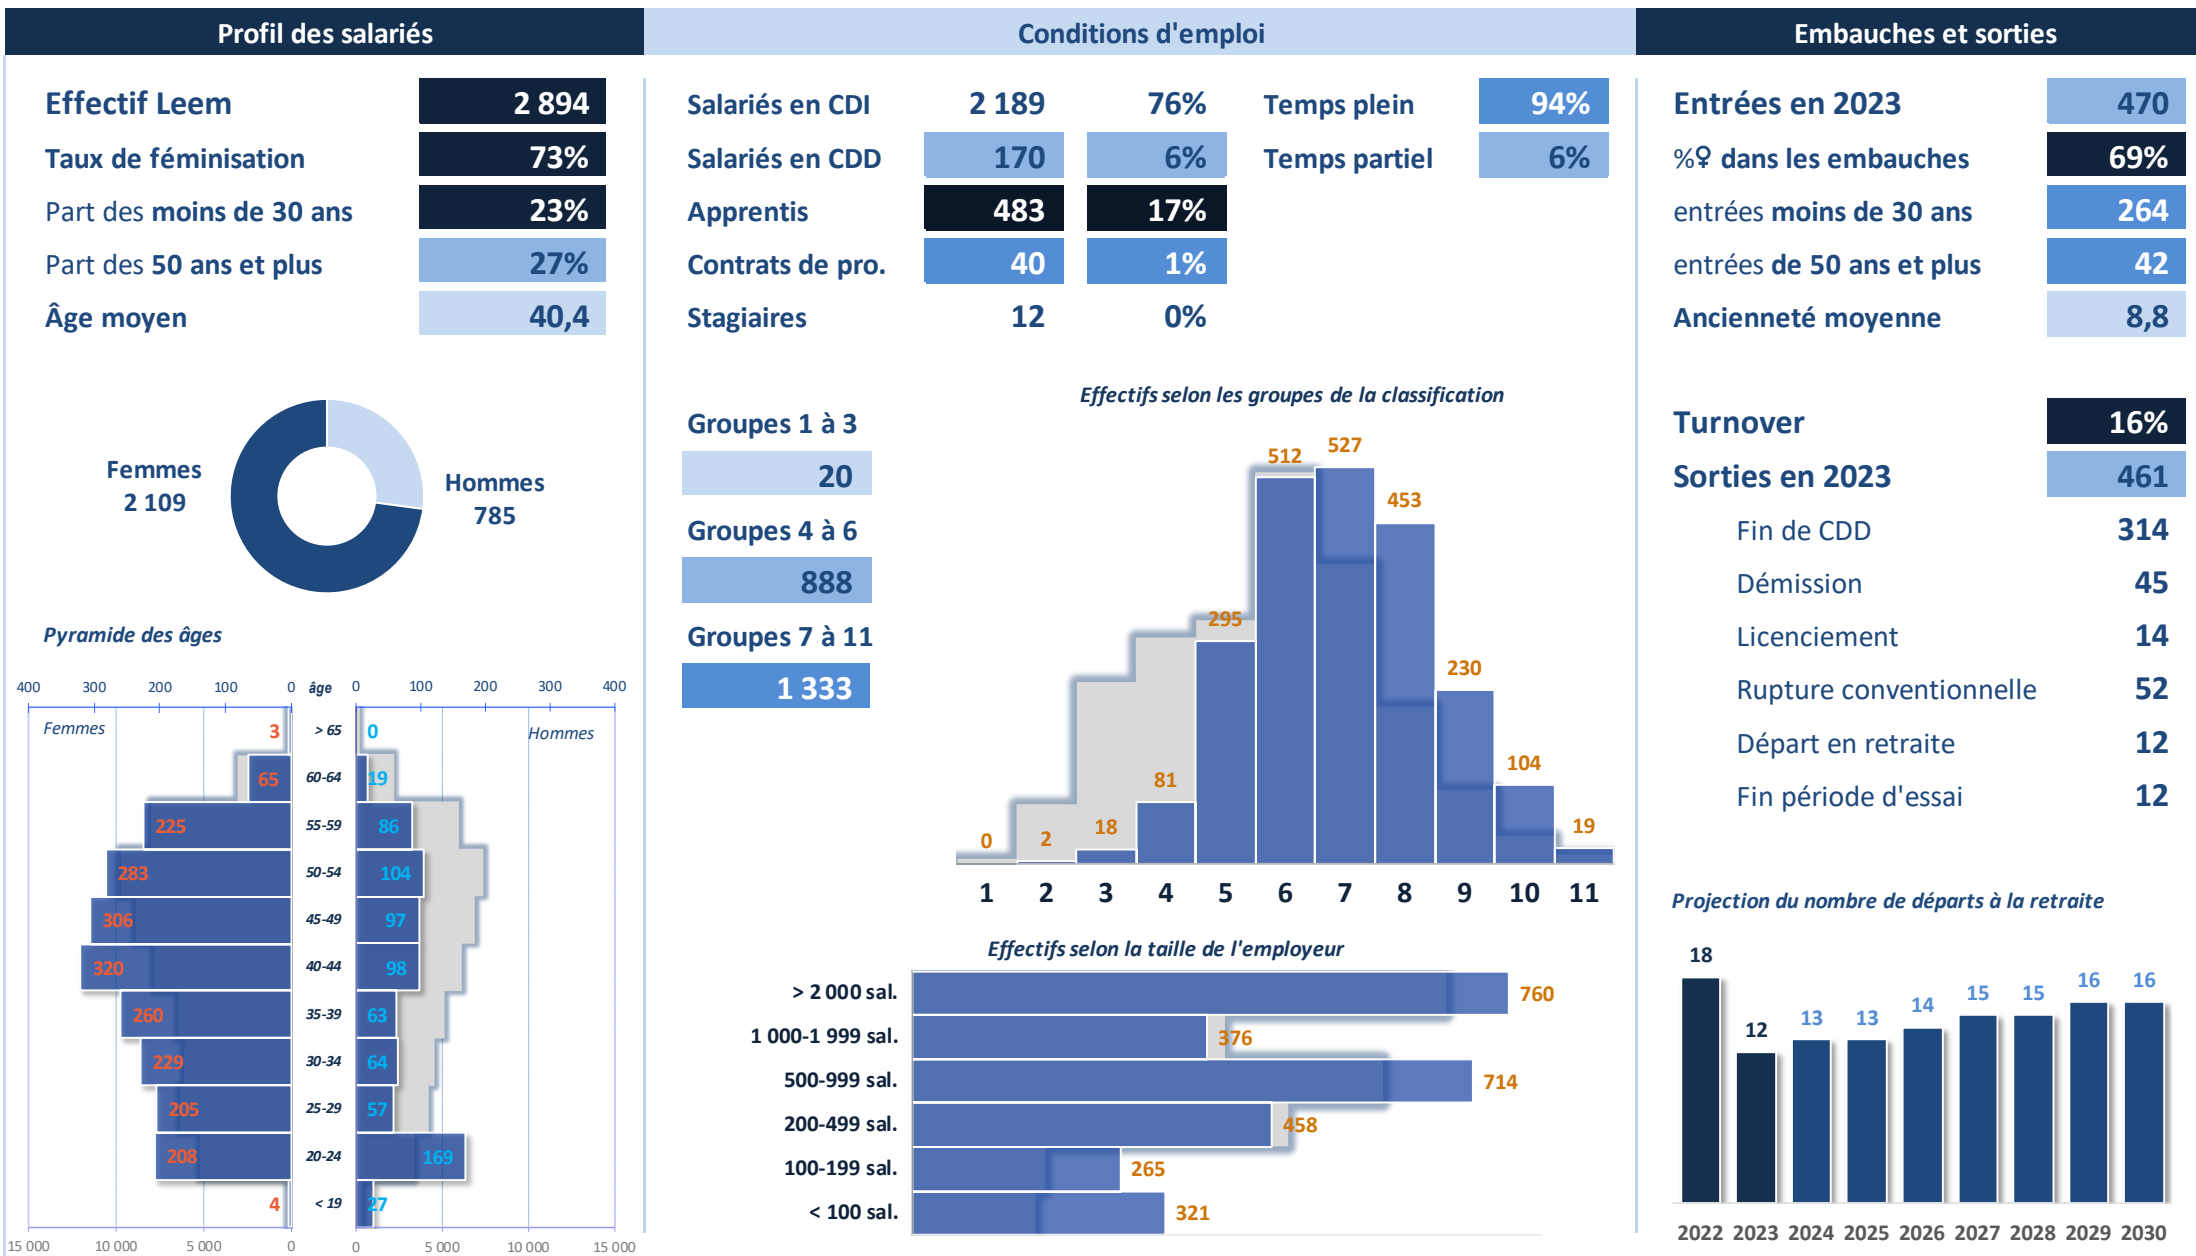 Profil des salariés
Effectif Leem 2 894
Taux de féminisation 73%
Part des moins de 30 ans 23%
Part des 50 ans et plus 27%
Âge moyen 40,4
Femmes
2 109
Hommes
785
Pyramide des âges
400 300 200 100 0 âge 0 100 200 300 400
Femmes Hommes
3 > 65 0
65 60-64 19
225 55-59 86
283 50-54 104
306 45-49 97
320 40-44 98
260 35-39 63
229 30-34 64
205 25-29 57
208 20-24 169
4 < 19 27
15 000 10 000 5 000 0 0 5 000 10 000 15 000
Conditions d'emploi
Salariés en CDI 2 189 76% Temps plein 94%
Salariés en CDD 170 6% Temps partiel 6%
Apprentis 483 17%
Contrats de pro. 40 1%
Stagiaires 12 0%
Groupes 1 à 3
20
Groupes 4 à 6
888
Groupes 7 à 11
1 333
Effectifs selon les groupes de la classification
0 2 18 81 295 512 527 453 230 104 19
1 2 3 4 5 6 7 8 9 10 11
Effectifs selon la taille de l'employeur
> 2 000 sal. 760
1 000-1 999 sal. 376
500-999 sal. 714
200-499 sal. 458
100-199 sal. 265
< 100 sal. 321
Embauches et sorties
Entrées en 2023 470
%♀ dans les embauches 69%
entrées moins de 30 ans 264
entrées de 50 ans et plus 42
Ancienneté moyenne 8,8
Turnover 16%
Sorties en 2023 461
Fin de CDD 314
Démission 45
Licenciement 14
Rupture conventionnelle 52
Départ en retraite 12
Fin période d'essai 12
Projection du nombre de départs à la retraite
18 12 13 13 14 15 15 16 16
2022 2023 2024 2025 2026 2027 2028 2029 2030